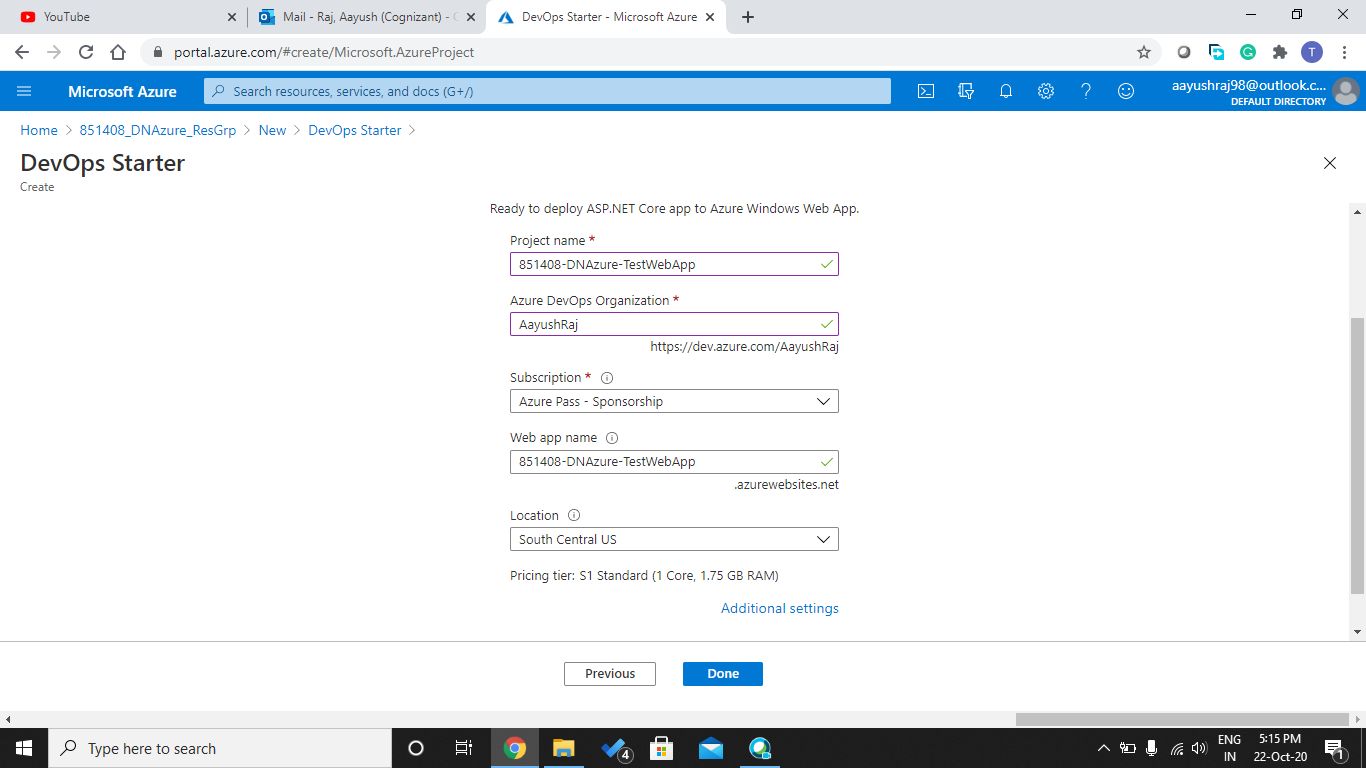 YouTube
Mail - Raj, Aayush (Cognizant) -
DevOps Starter - Microsoft Azure
portal.azure.com/#create/Microsoft.AzureProject
T
Microsoft Azure
Search resources, services, and docs (G+/)
aayushraj98@outlook.c...
DEFAULT DIRECTORY
Home > 851408_DNAzure_ResGrp > New > DevOps Starter >
DevOps Starter
Create
Ready to deploy ASP.NET Core app to Azure Windows Web App.
Project name *
851408-DNAzure-TestWebApp
Azure DevOps Organization *
AayushRaj
https://dev.azure.com/AayushRaj
Subscription *
Azure Pass - Sponsorship
Web app name
851408-DNAzure-TestWebApp
.azurewebsites.net
Location
South Central US
Pricing tier: S1 Standard (1 Core, 1.75 GB RAM)
Additional settings
Previous
Done
Type here to search
4
ENG
IN
5:15 PM
22-Oct-20
1